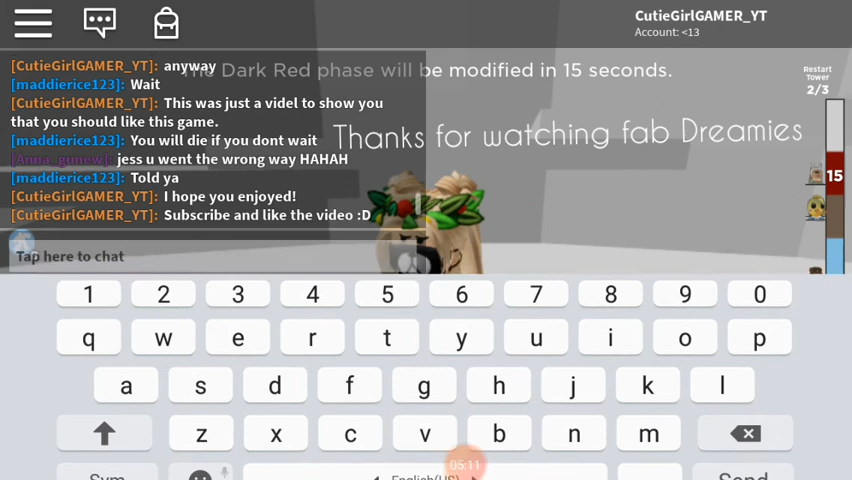 CutieGirlGAMER_YT
Account: <13
[CutieGirlGAMER_YT]: anyway
Dark Red phase will be modified in 15 seconds.
[maddierice123]: Wait
Restart
Tower
2/3
[CutieGirlGAMER_YT]: This was just a videl to show you
that you should like this game.
[maddierice123]: You will die if you dont wait
Thanks for watching fab Dreamies
jess u went the wrong way HAHAH
[maddierice123]: Told ya
15
[CutieGirlGAMER_YT]: I hope you enjoyed!
[CutieGirlGAMER_YT]: Subscribe and like the video :D
Tap here to chat
1 2 3 4 5 6 7 8 9 0
q w e r t y u i o p
a s d f g h j k l
z x c v b n m
05:11
Sym English(US) Send